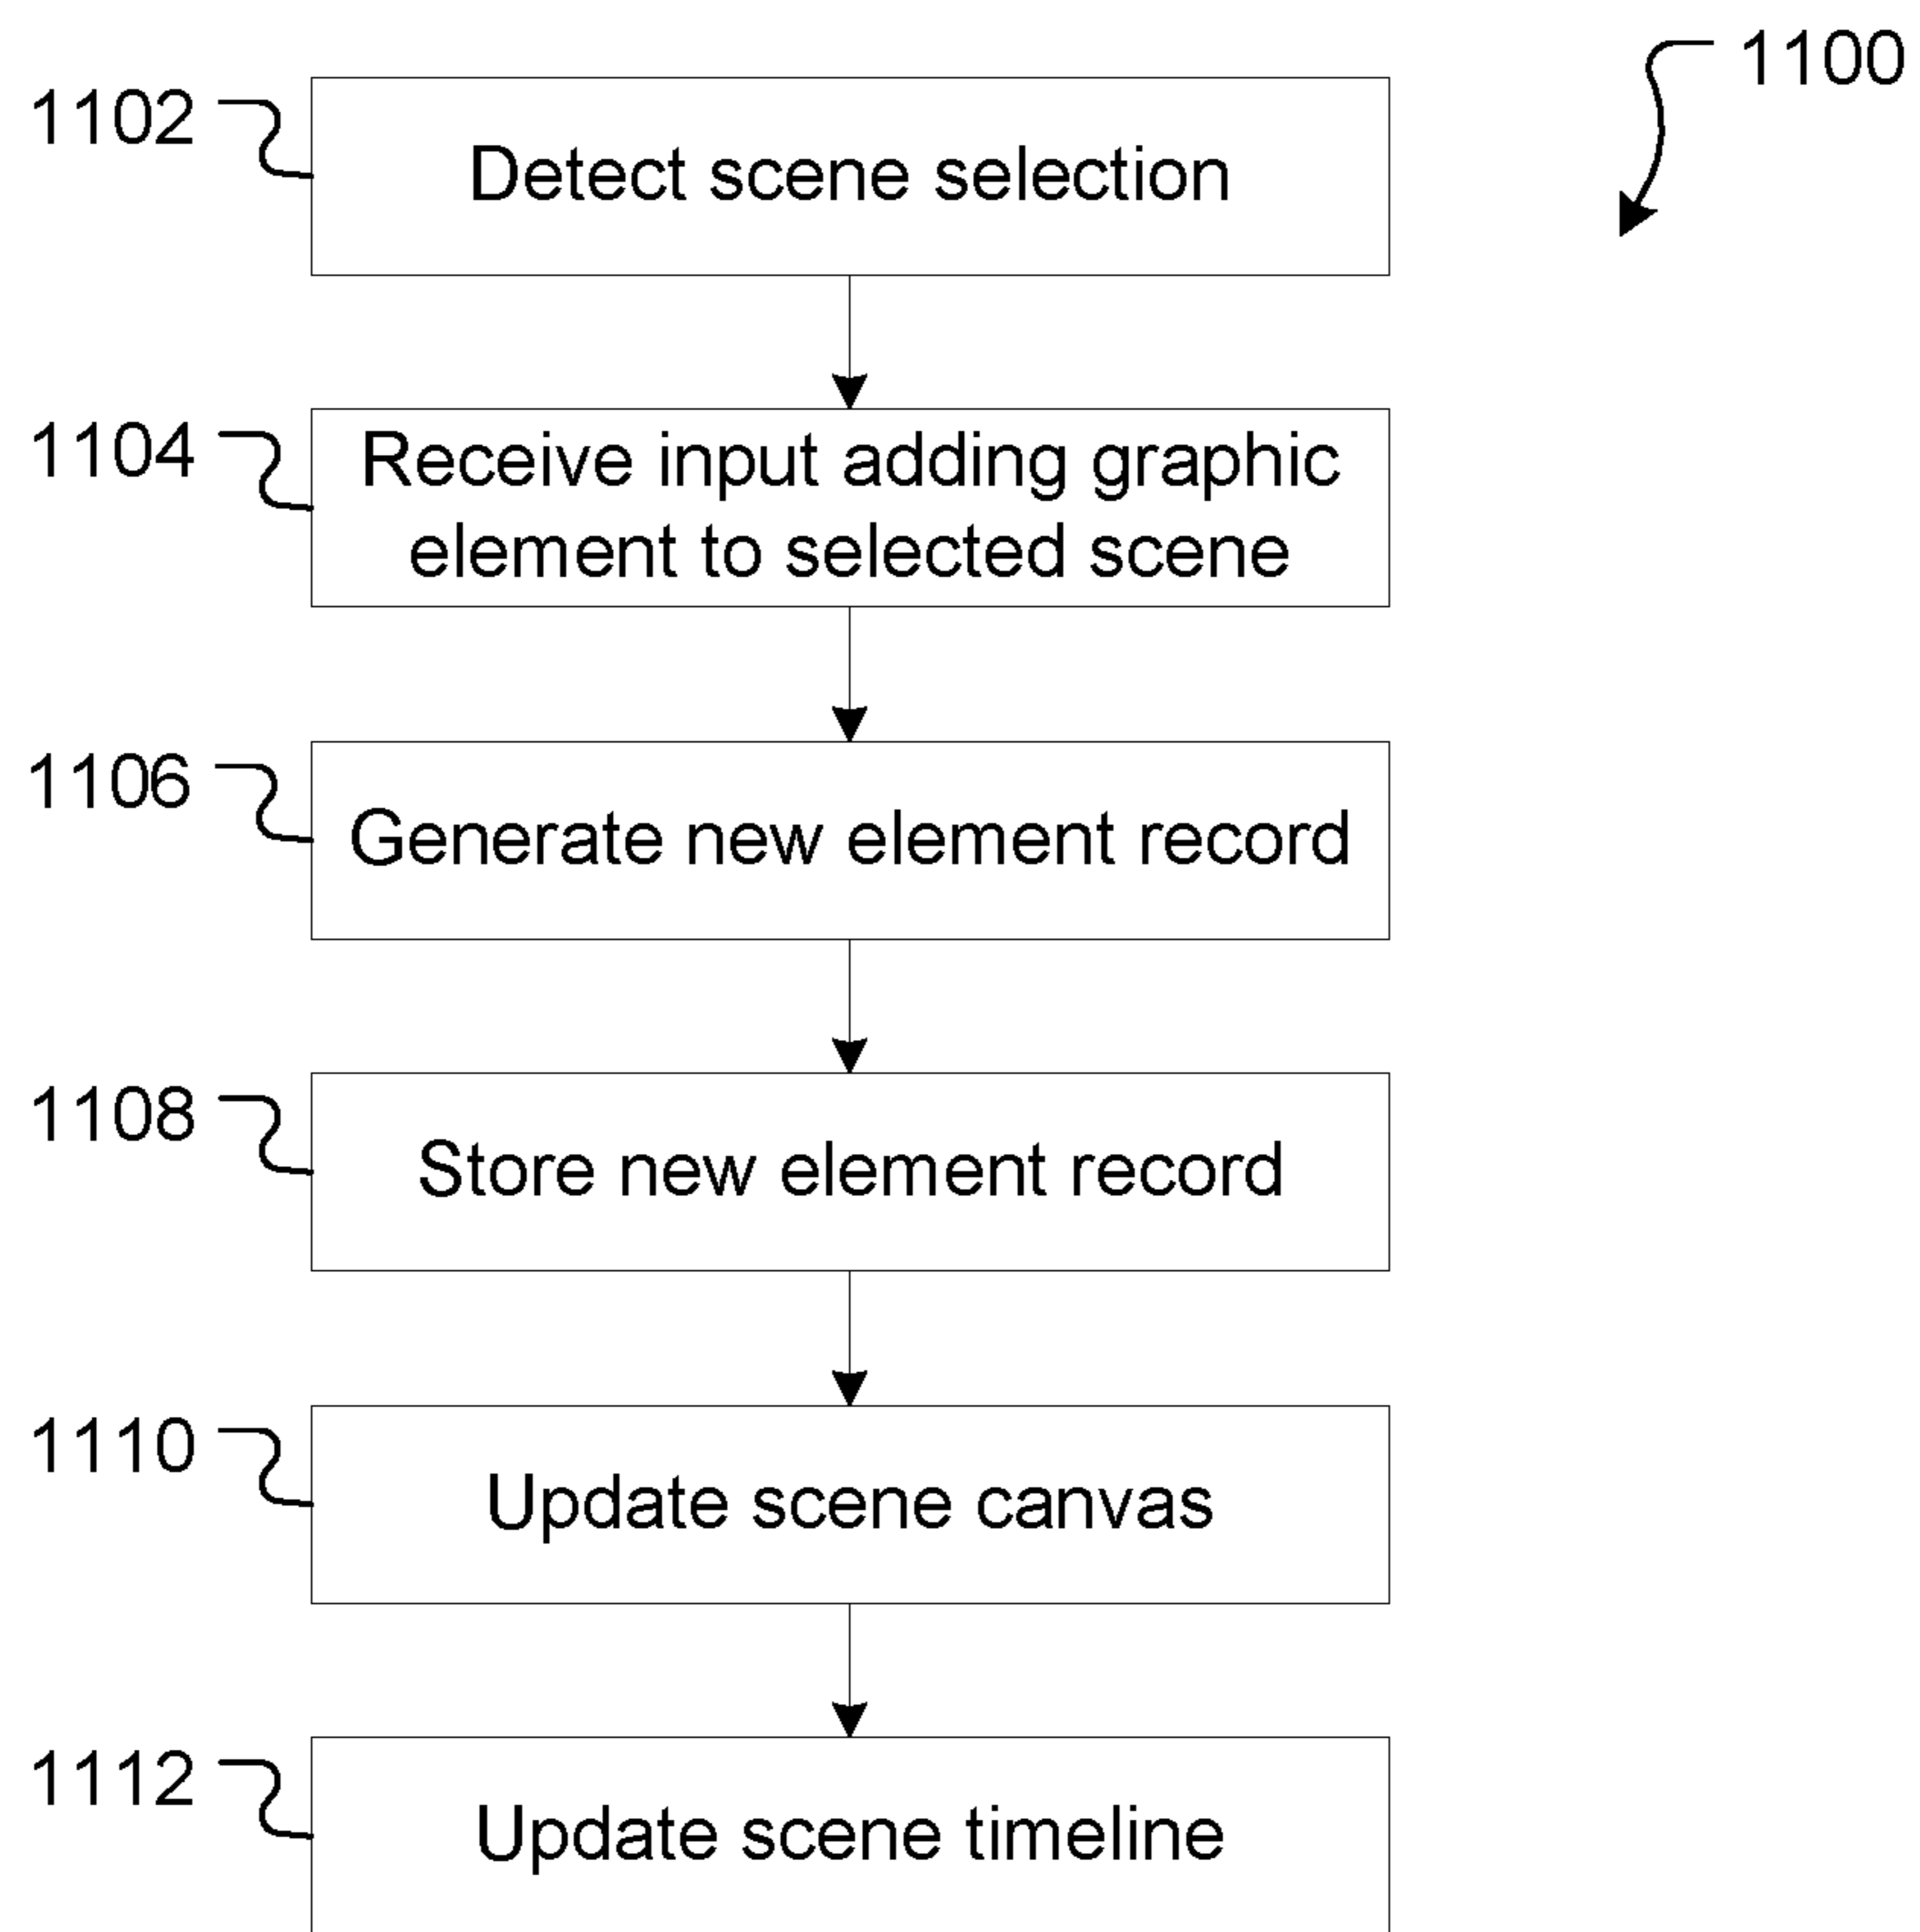 1100
1102
Detect scene selection
1104
Receive input adding graphic
element to selected scene
1106
Generate new element record
1108
Store new element record
1110
Update scene canvas
1112
Update scene timeline